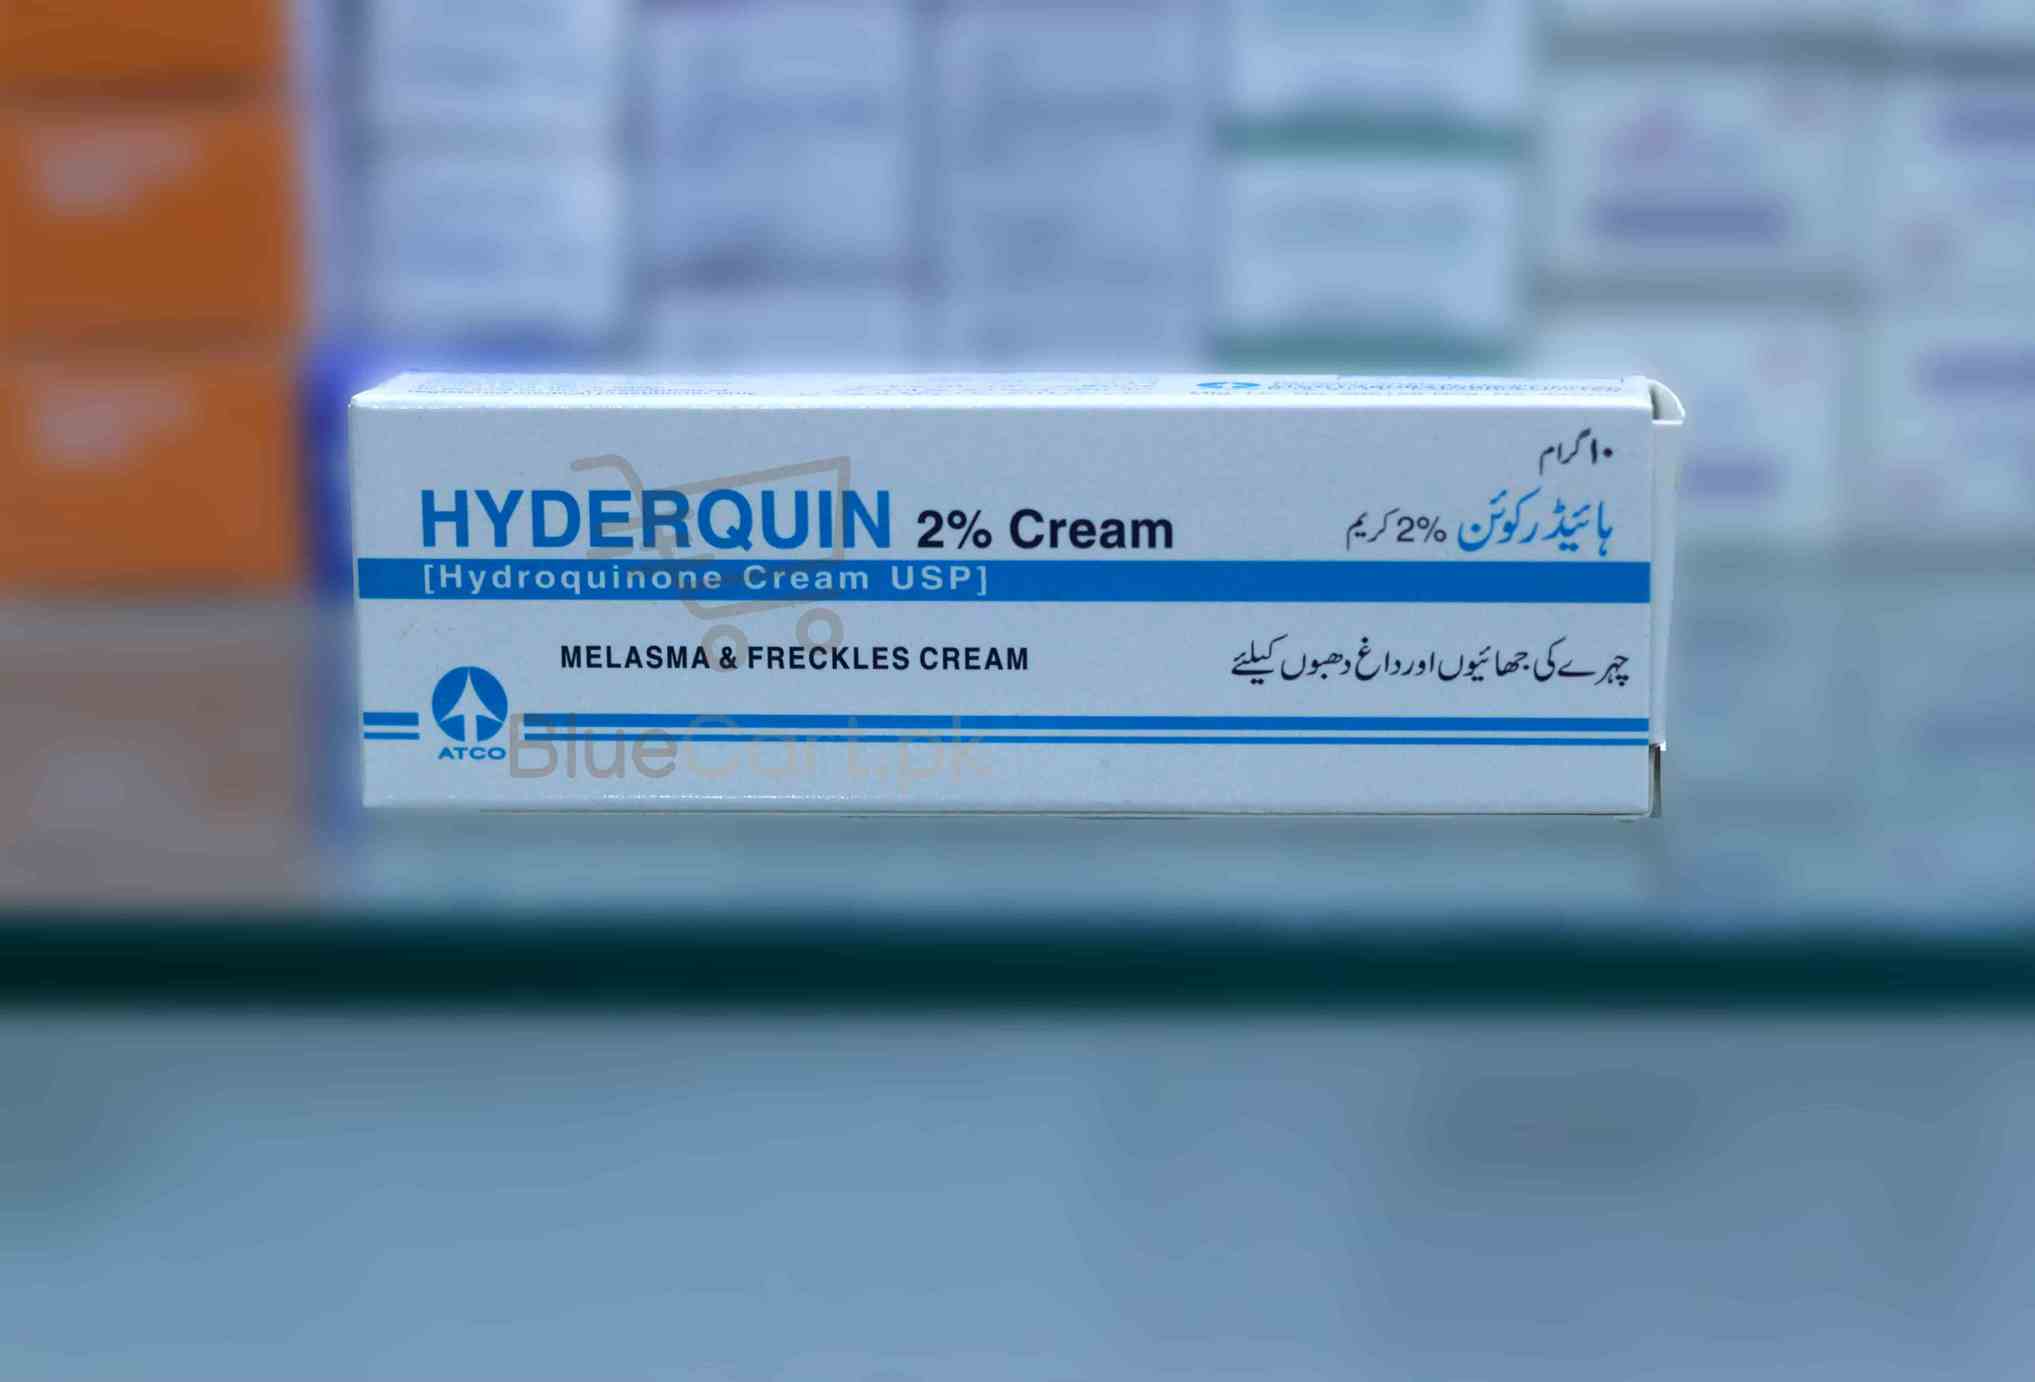 ۱۰ گرام
HYDERQUIN 2% Cream
ہائیڈرکوئن 2% کریم
[Hydroquinone Cream USP]
MELASMA & FRECKLES CREAM
چہرے کی جھائیوں اور داغ دھبوں کیلئے
ATCO
BlueCart.pk